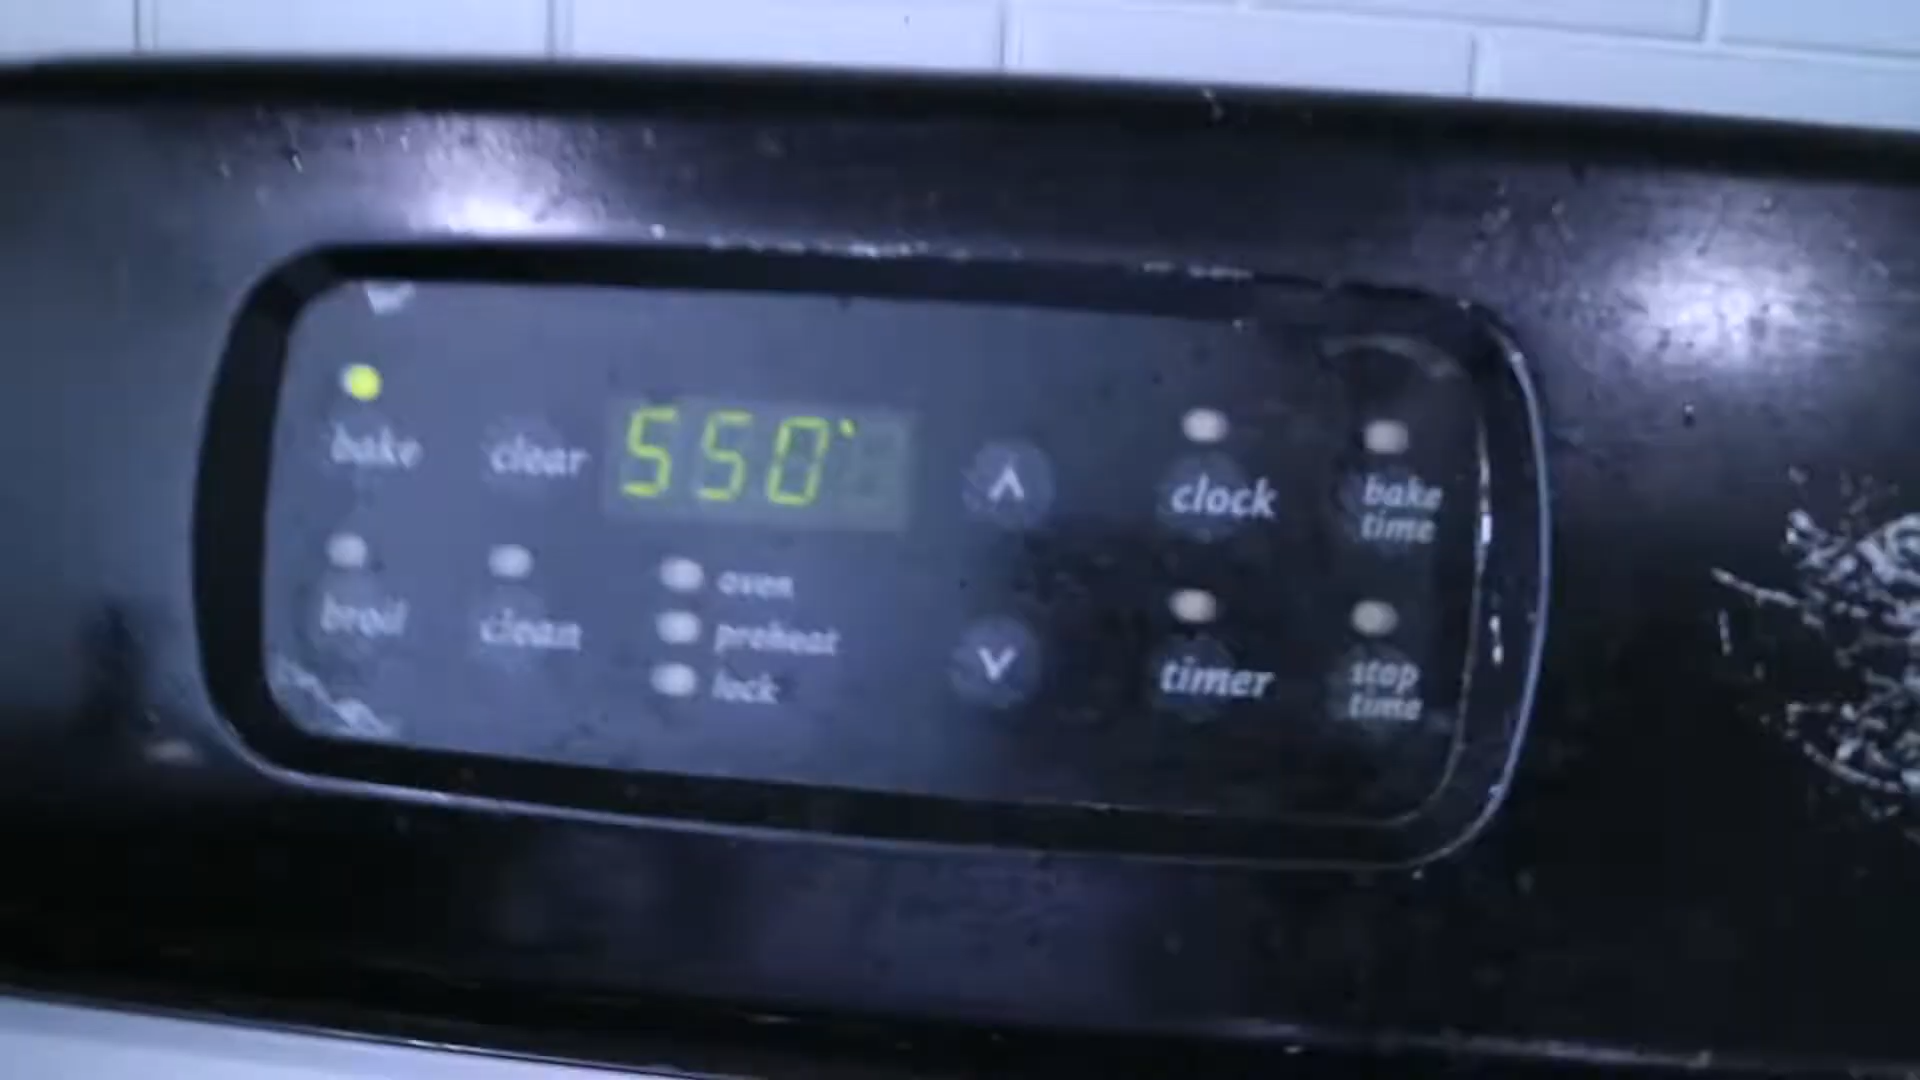 bake
clear
550°
clock
bake
time
broil
clean
oven
preheat
lock
timer
stop
time